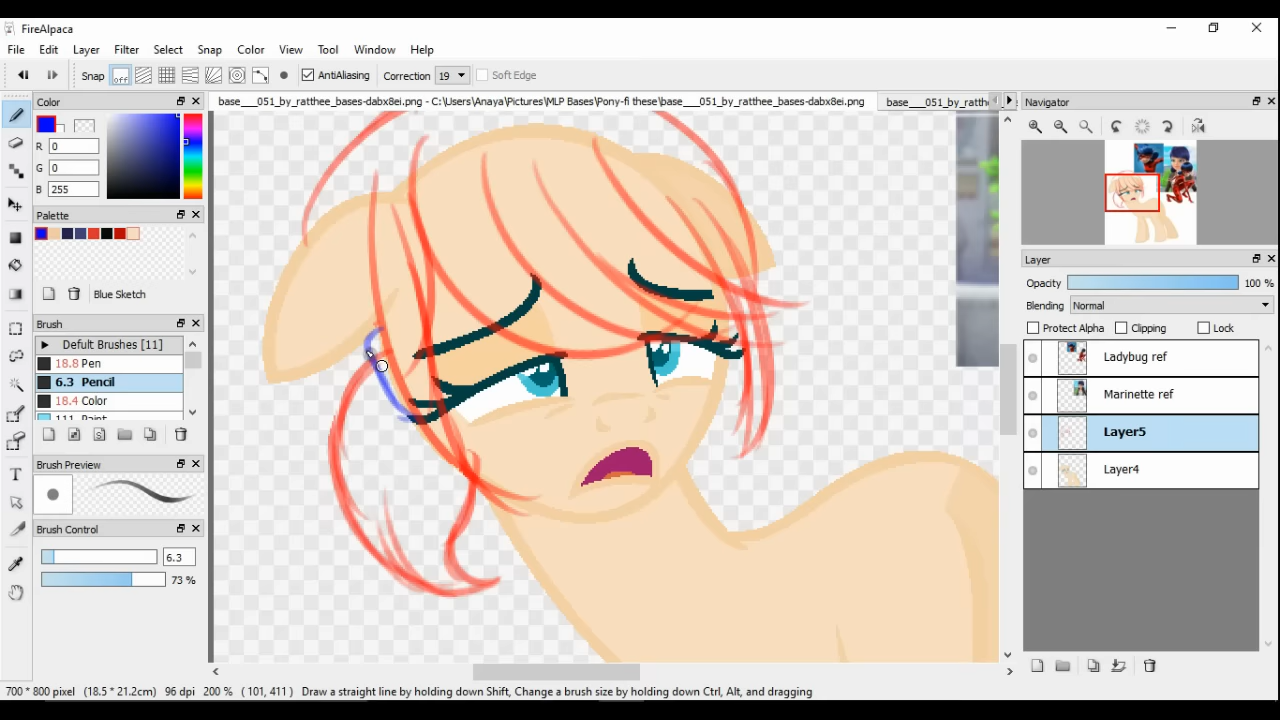 FireAlpaca
File Edit Layer Filter Select Snap Color View Tool Window Help
Snap off AntiAliasing Correction 19 Soft Edge
Color
base___051_by_ratthee_bases-dabx8ei.png - C:\Users\Anaya\Pictures\MLP Bases\Pony-fi these\base___051_by_ratthee_bases-dabx8ei.png
Navigator
R 0
G 0
B 255
Palette
Blue Sketch
Brush
Defult Brushes [11]
18.8 Pen
6.3 Pencil
18.4 Color
111 Paint
Brush Preview
Brush Control
6.3
73 %
Layer
Opacity 100 %
Blending Normal
Protect Alpha Clipping Lock
Ladybug ref
Marinette ref
Layer5
Layer4
700 * 800 pixel (18.5 * 21.2cm) 96 dpi 200 % ( 101, 411 ) Draw a straight line by holding down Shift, Change a brush size by holding down Ctrl, Alt, and dragging